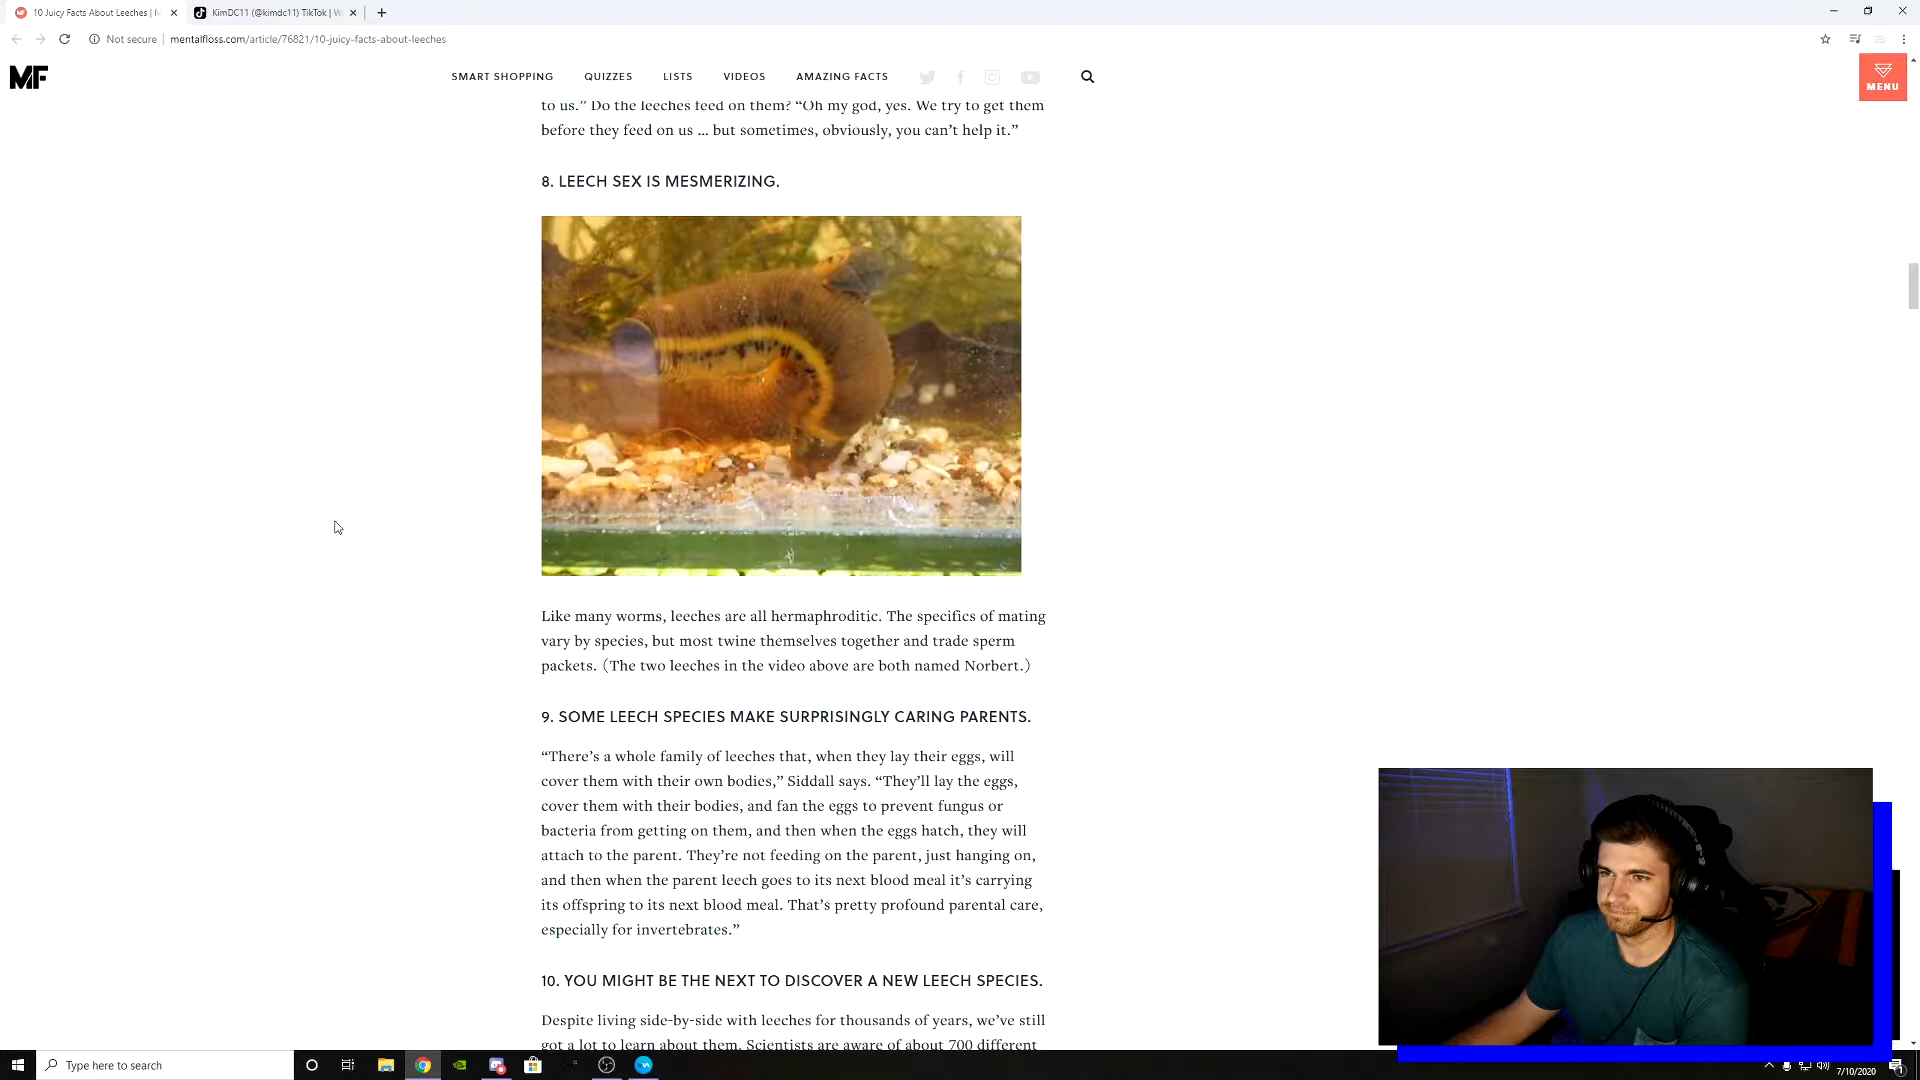 10 Juicy Facts About Leeches | M
KimDC11 (@kimdc11) TikTok | W
Not secure
mentalfloss.com/article/76821/10-juicy-facts-about-leeches
MF
SMART SHOPPING
QUIZZES
LISTS
VIDEOS
AMAZING FACTS
MENU
to us.” Do the leeches feed on them? “Oh my god, yes. We try to get them
before they feed on us ... but sometimes, obviously, you can’t help it.”
8. LEECH SEX IS MESMERIZING.
Like many worms, leeches are all hermaphroditic. The specifics of mating
vary by species, but most twine themselves together and trade sperm
packets. (The two leeches in the video above are both named Norbert.)
9. SOME LEECH SPECIES MAKE SURPRISINGLY CARING PARENTS.
“There’s a whole family of leeches that, when they lay their eggs, will
cover them with their own bodies,” Siddall says. “They’ll lay the eggs,
cover them with their bodies, and fan the eggs to prevent fungus or
bacteria from getting on them, and then when the eggs hatch, they will
attach to the parent. They’re not feeding on the parent, just hanging on,
and then when the parent leech goes to its next blood meal it’s carrying
its offspring to its next blood meal. That’s pretty profound parental care,
especially for invertebrates.”
10. YOU MIGHT BE THE NEXT TO DISCOVER A NEW LEECH SPECIES.
Despite living side-by-side with leeches for thousands of years, we’ve still
got a lot to learn about them. Scientists are aware of about 700 different
Type here to search
7/10/2020